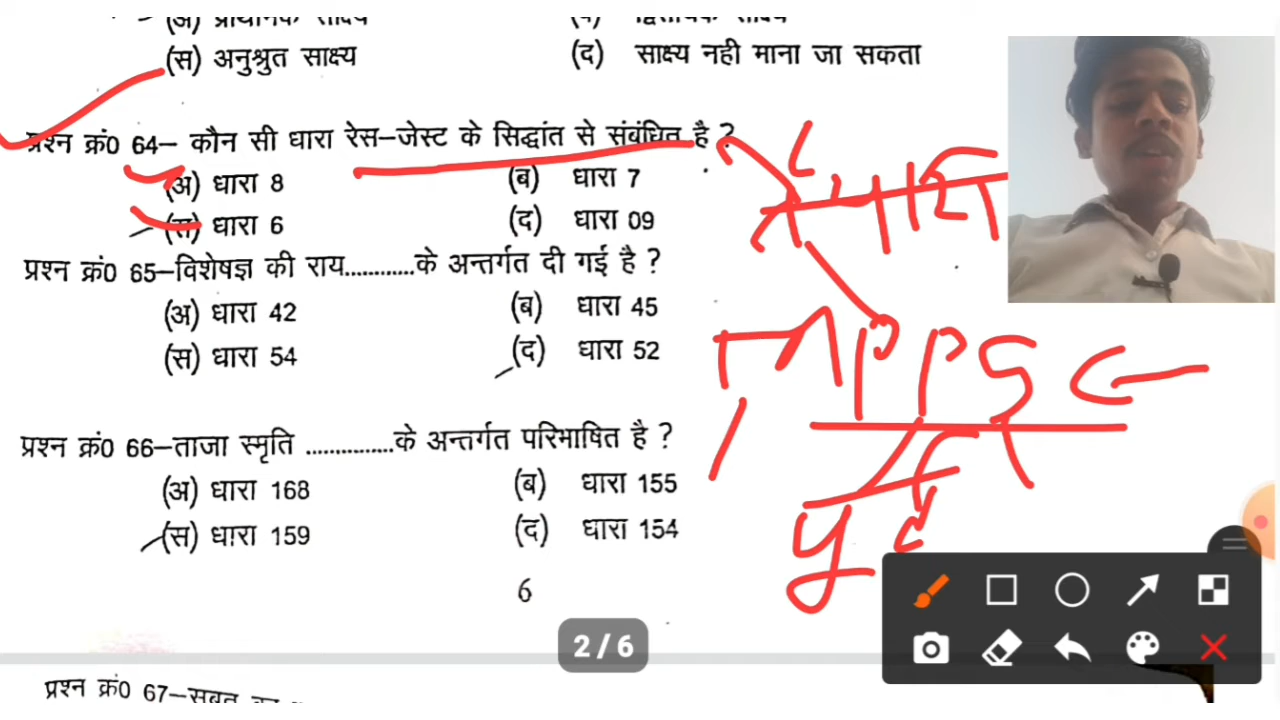 (स) अनुश्रुत साक्ष्य (द) साक्ष्य नही माना जा सकता
प्रश्न क्रं0 64– कौन सी धारा रेस–जेस्ट के सिद्धांत से संबंधित है ?
(अ) धारा 8 (ब) धारा 7
(स) धारा 6 (द) धारा 09
प्रश्न क्रं0 65–विशेषज्ञ की राय............के अन्तर्गत दी गई है ?
(अ) धारा 42 (ब) धारा 45
(स) धारा 54 (द) धारा 52
प्रश्न क्रं0 66–ताजा स्मृति ...............के अन्तर्गत परिभाषित है ?
(अ) धारा 168 (ब) धारा 155
(स) धारा 159 (द) धारा 154
6
2 / 6
प्रश्न क्रं0 67–
MPPSC